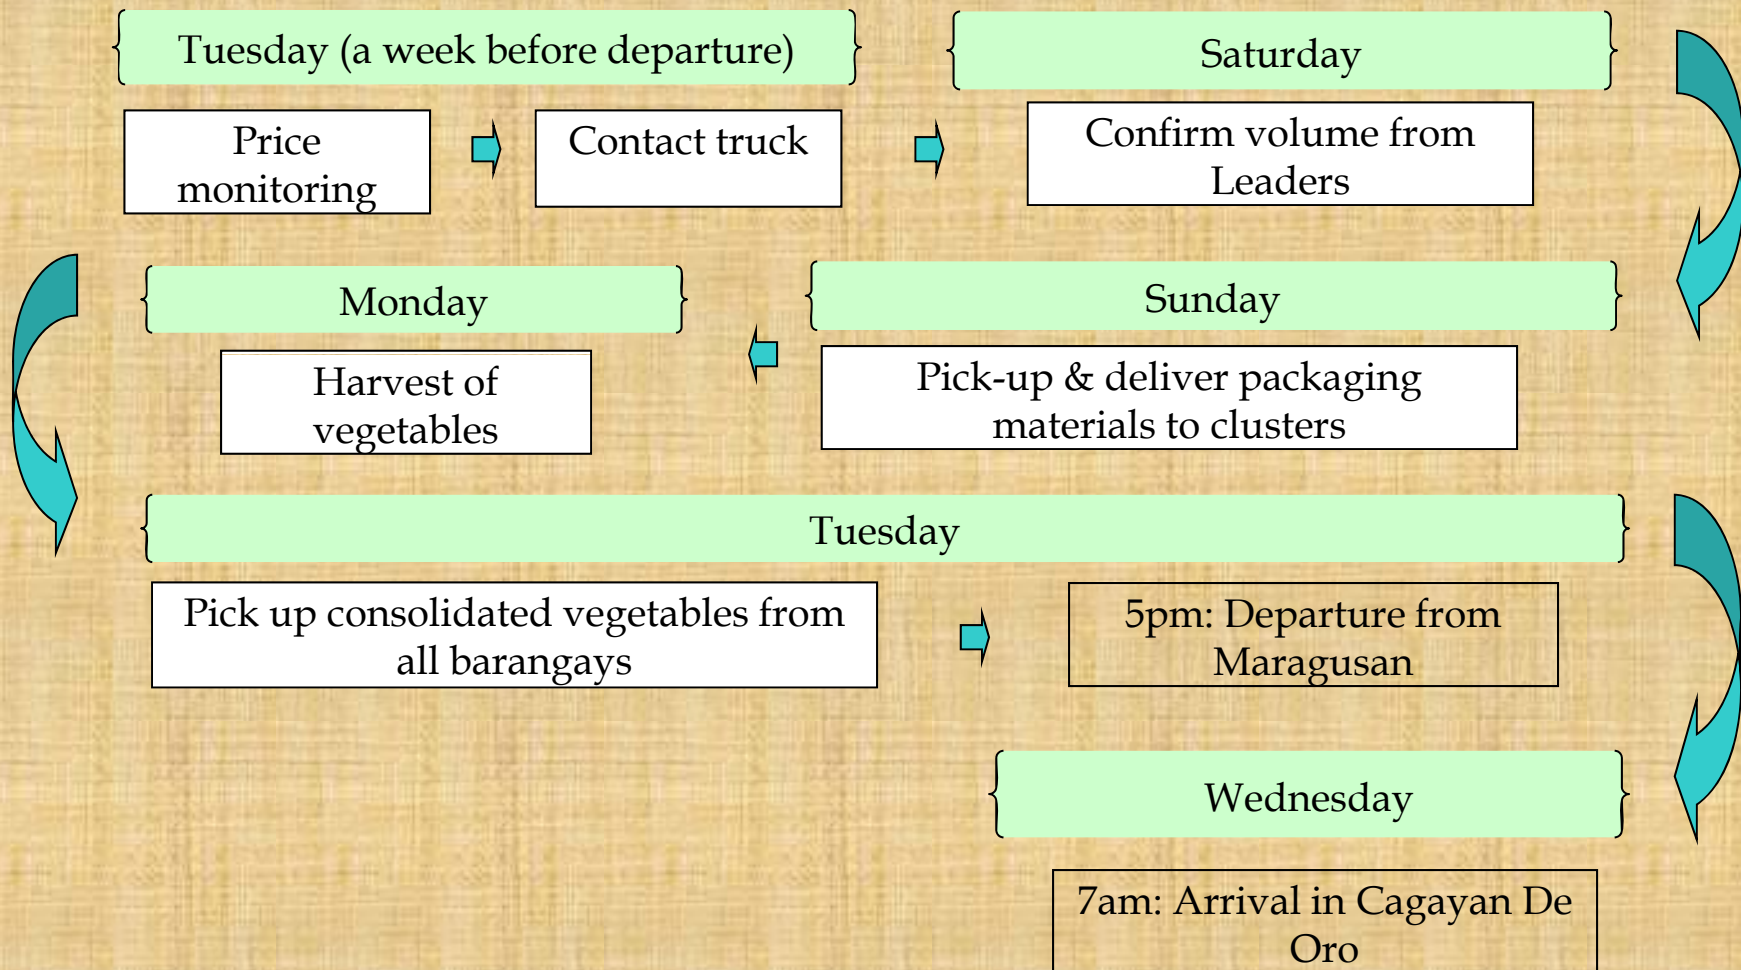 Tuesday (a week before departure)
Saturday
Price
monitoring
Contact truck
Confirm volume from
Leaders
Monday
Sunday
Harvest of
vegetables
Pick-up & deliver packaging
materials to clusters
Tuesday
Pick up consolidated vegetables from
all barangays
5pm: Departure from
Maragusan
Wednesday
7am: Arrival in Cagayan De
Oro